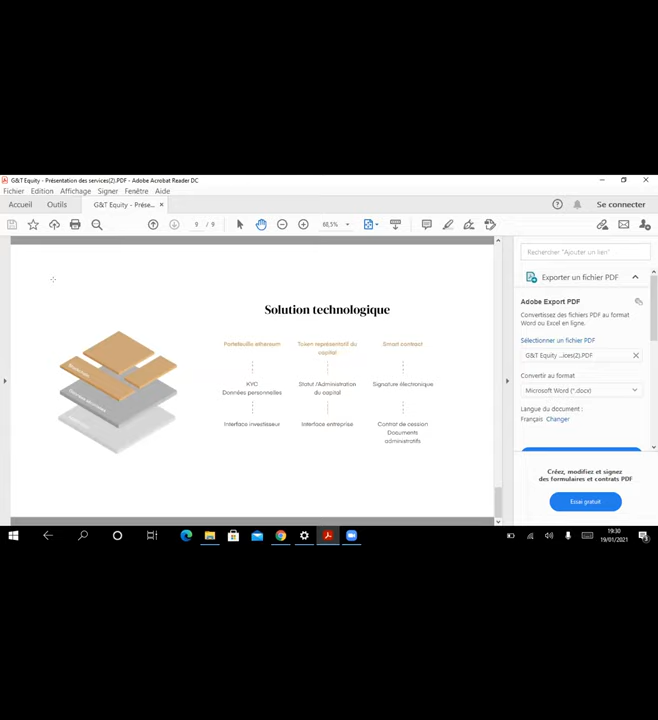 G&T Equity - Présentation des services(2).PDF - Adobe Acrobat Reader DC
Fichier Edition Affichage Signer Fenêtre Aide
Accueil Outils G&T Equity - Prése... × Se connecter
9 / 9 68,5%
Rechercher "Ajouter un lien"
Exporter un fichier PDF
Adobe Export PDF
Convertissez des fichiers PDF au format
Word ou Excel en ligne.
Sélectionner un fichier PDF
G&T Equity ...ices(2).PDF
Convertir au format
Microsoft Word (*.docx)
Langue du document :
Français Changer
Créez, modifiez et signez
des formulaires et contrats PDF
Essai gratuit
Solution technologique
Portefeuille ethereum
Token représentatif du
capital
Smart contract
KYC
Données personnelles
Statut /Administration
du capital
Signature électronique
Interface investisseur
Interface entreprise
Contrat de cession
Documents
administratifs
19:30
19/01/2021